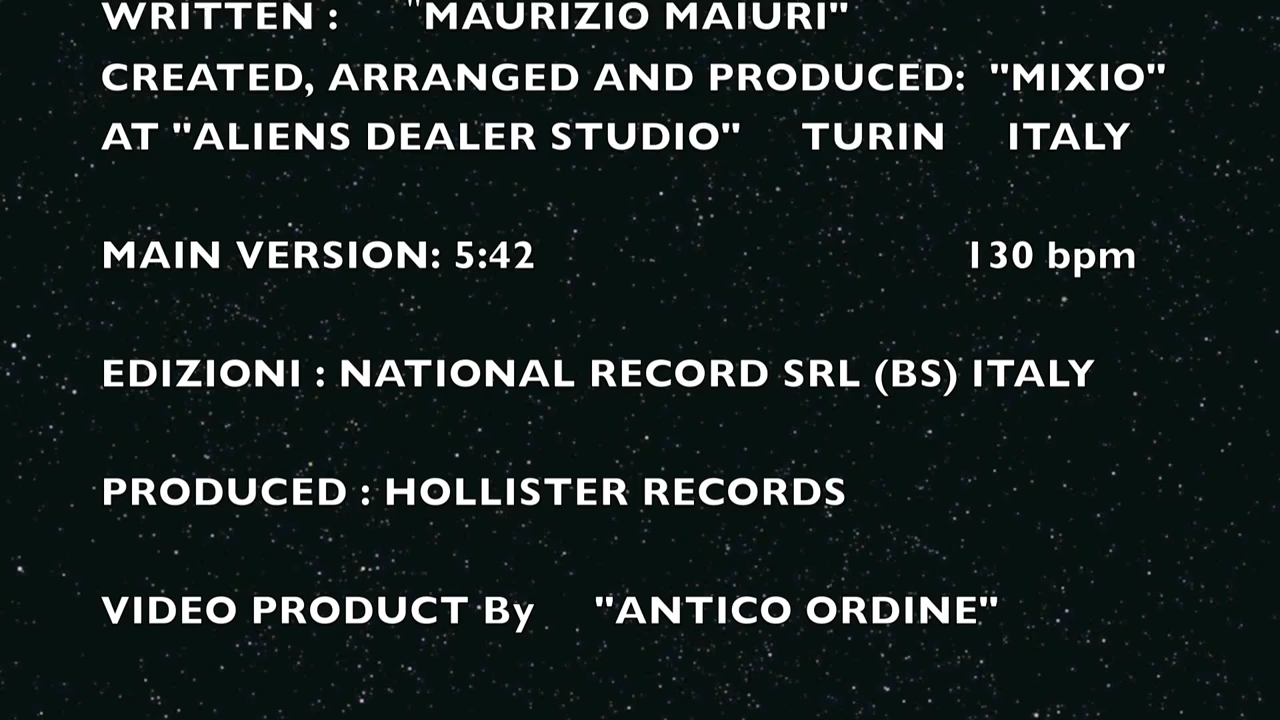 WRITTEN : "MAURIZIO MAIURI"
CREATED, ARRANGED AND PRODUCED: "MIXIO"
AT "ALIENS DEALER STUDIO" TURIN ITALY
MAIN VERSION: 5:42 130 bpm
EDIZIONI : NATIONAL RECORD SRL (BS) ITALY
PRODUCED : HOLLISTER RECORDS
VIDEO PRODUCT By "ANTICO ORDINE"